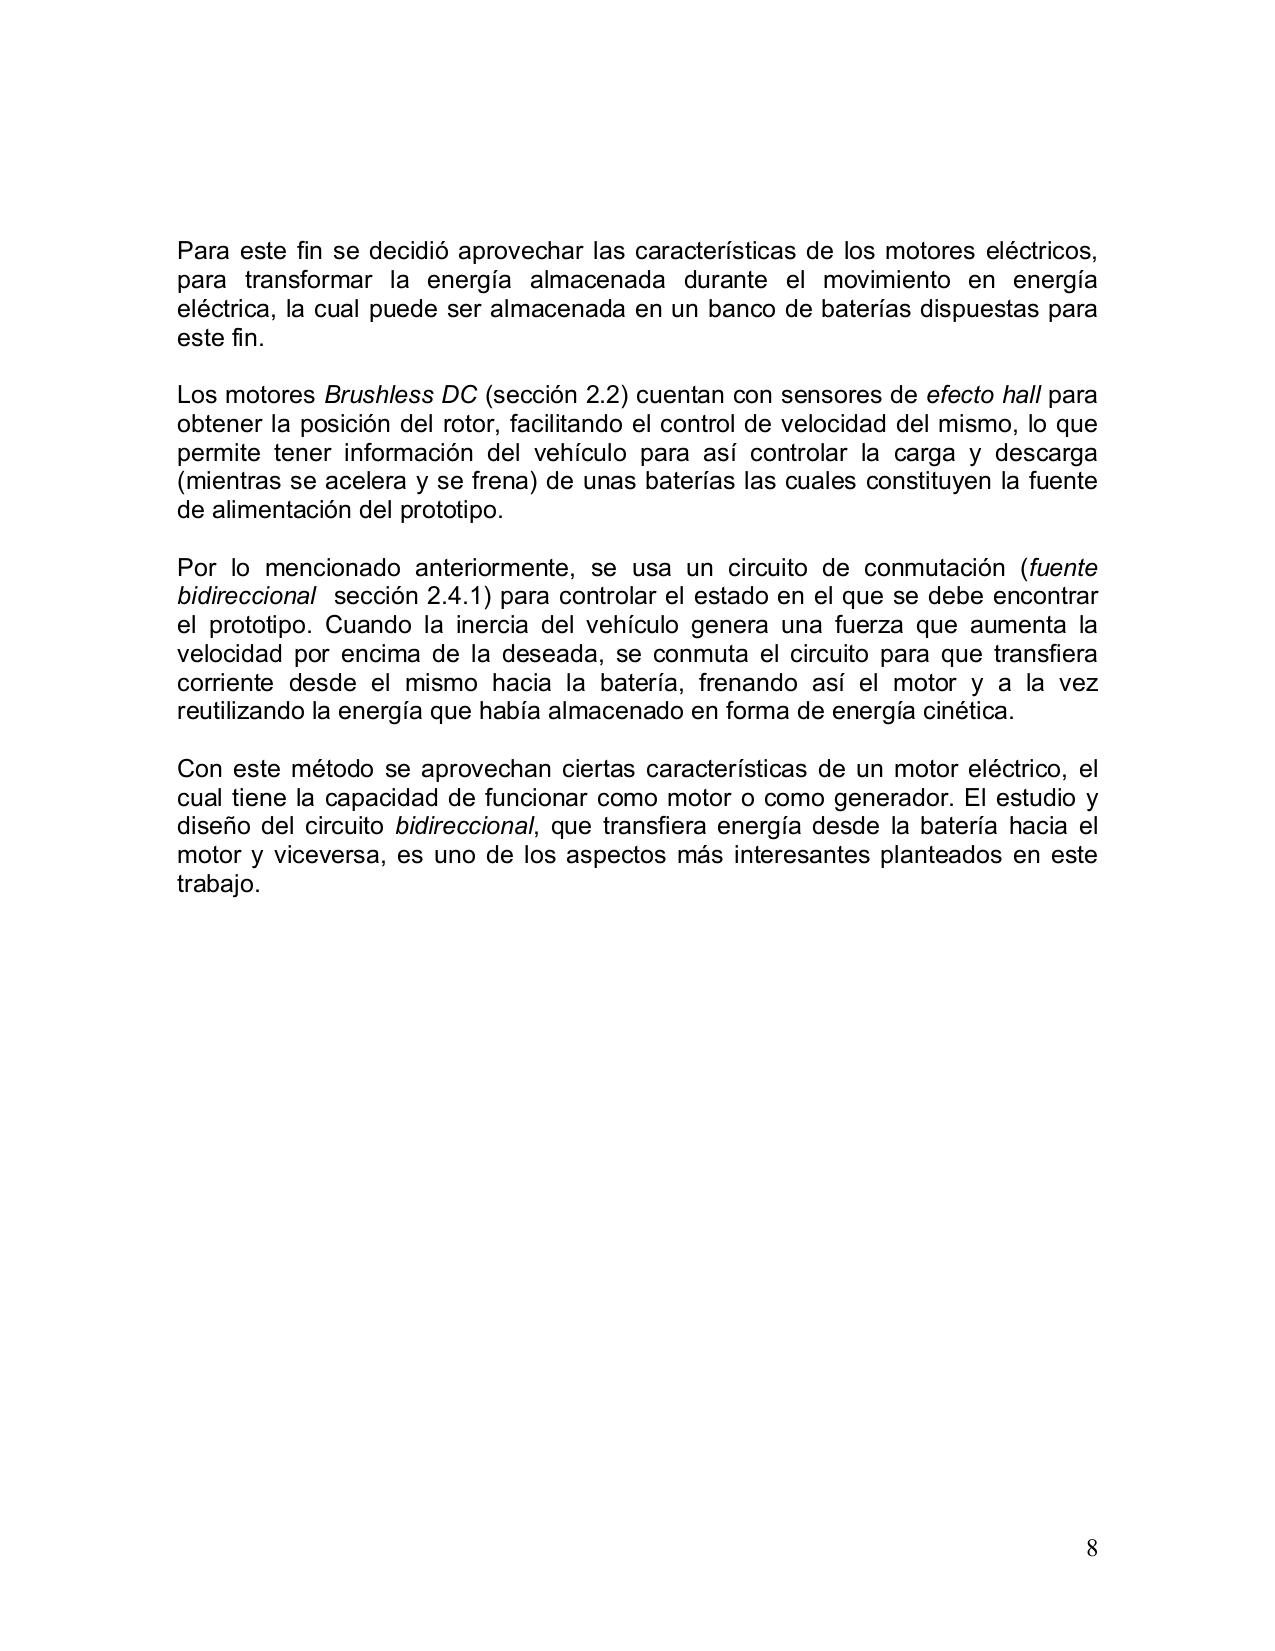 Para este fin se decidió aprovechar las características de los motores eléctricos,
para transformar la energía almacenada durante el movimiento en energía
eléctrica, la cual puede ser almacenada en un banco de baterías dispuestas para
este fin.
Los motores Brushless DC (sección 2.2) cuentan con sensores de efecto hall para
obtener la posición del rotor, facilitando el control de velocidad del mismo, lo que
permite tener información del vehículo para así controlar la carga y descarga
(mientras se acelera y se frena) de unas baterías las cuales constituyen la fuente
de alimentación del prototipo.
Por lo mencionado anteriormente, se usa un circuito de conmutación (fuente
bidireccional sección 2.4.1) para controlar el estado en el que se debe encontrar
el prototipo. Cuando la inercia del vehículo genera una fuerza que aumenta la
velocidad por encima de la deseada, se conmuta el circuito para que transfiera
corriente desde el mismo hacia la batería, frenando así el motor y a la vez
reutilizando la energía que había almacenado en forma de energía cinética.
Con este método se aprovechan ciertas características de un motor eléctrico, el
cual tiene la capacidad de funcionar como motor o como generador. El estudio y
diseño del circuito bidireccional, que transfiera energía desde la batería hacia el
motor y viceversa, es uno de los aspectos más interesantes planteados en este
trabajo.
8